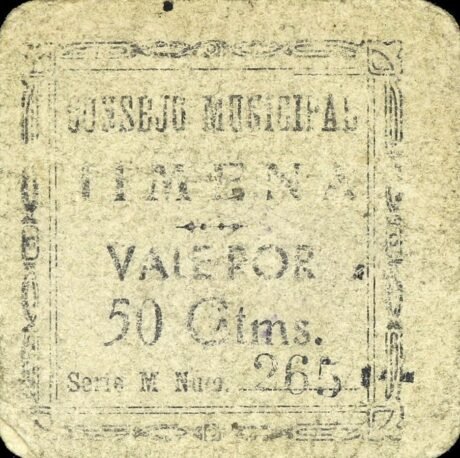 CONSEJO MUNICIPAL
JIMENA
VALE POR
50 Ctms.
Serie M Num. 265